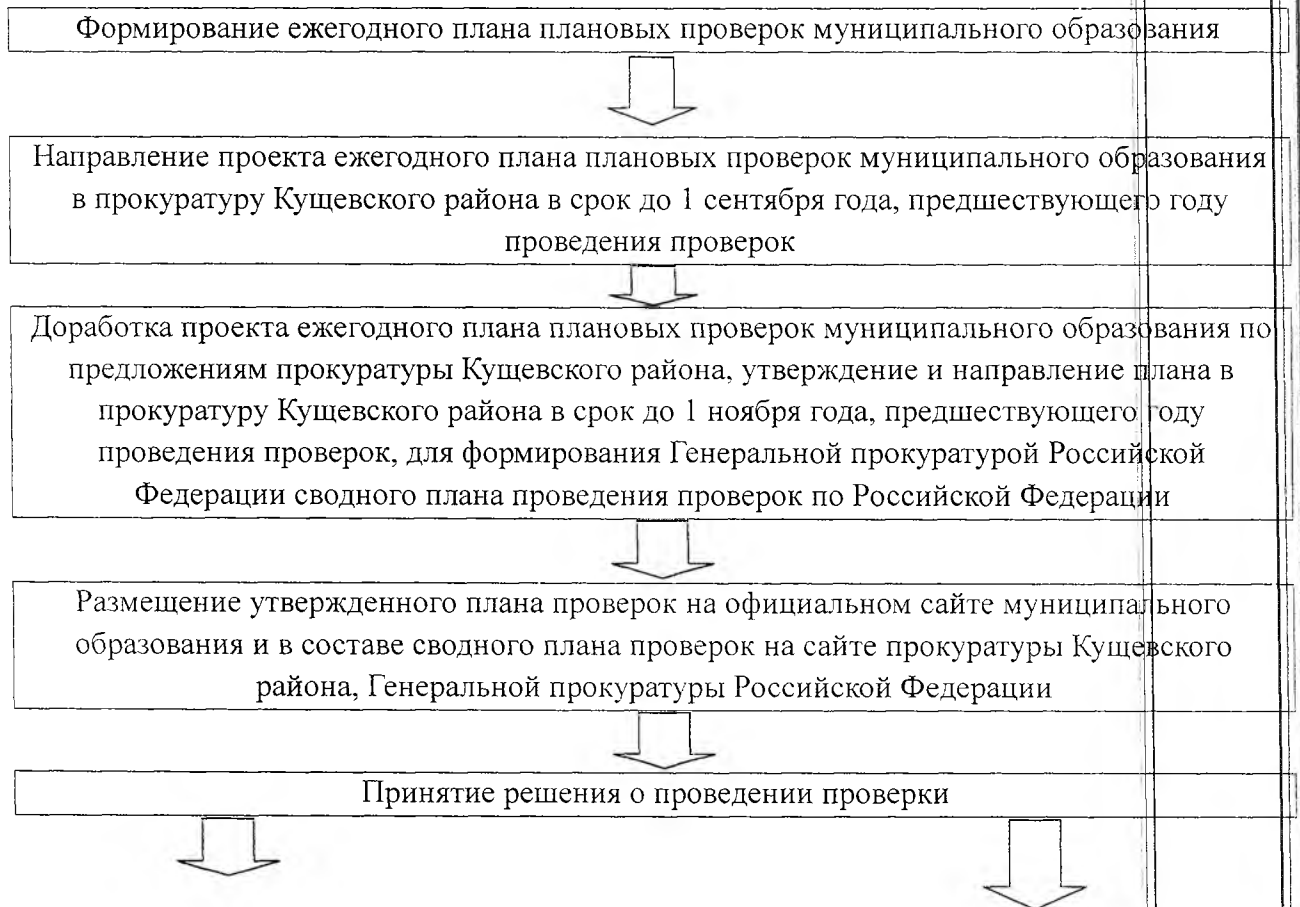 Формирование ежегодного плана плановых проверок муниципального образования
Направление проекта ежегодного плана плановых проверок муниципального образования
в прокуратуру Кущевского района в срок до 1 сентября года, предшествующего году
проведения проверок
Доработка проекта ежегодного плана плановых проверок муниципального образования по
предложениям прокуратуры Кущевского района, утверждение и направление плана в
прокуратуру Кущевского района в срок до 1 ноября года, предшествующего году
проведения проверок, для формирования Генеральной прокуратурой Российской
Федерации сводного плана проведения проверок по Российской Федерации
Размещение утвержденного плана проверок на официальном сайте муниципального
образования и в составе сводного плана проверок на сайте прокуратуры Кущевского
района, Генеральной прокуратуры Российской Федерации
Принятие решения о проведении проверки